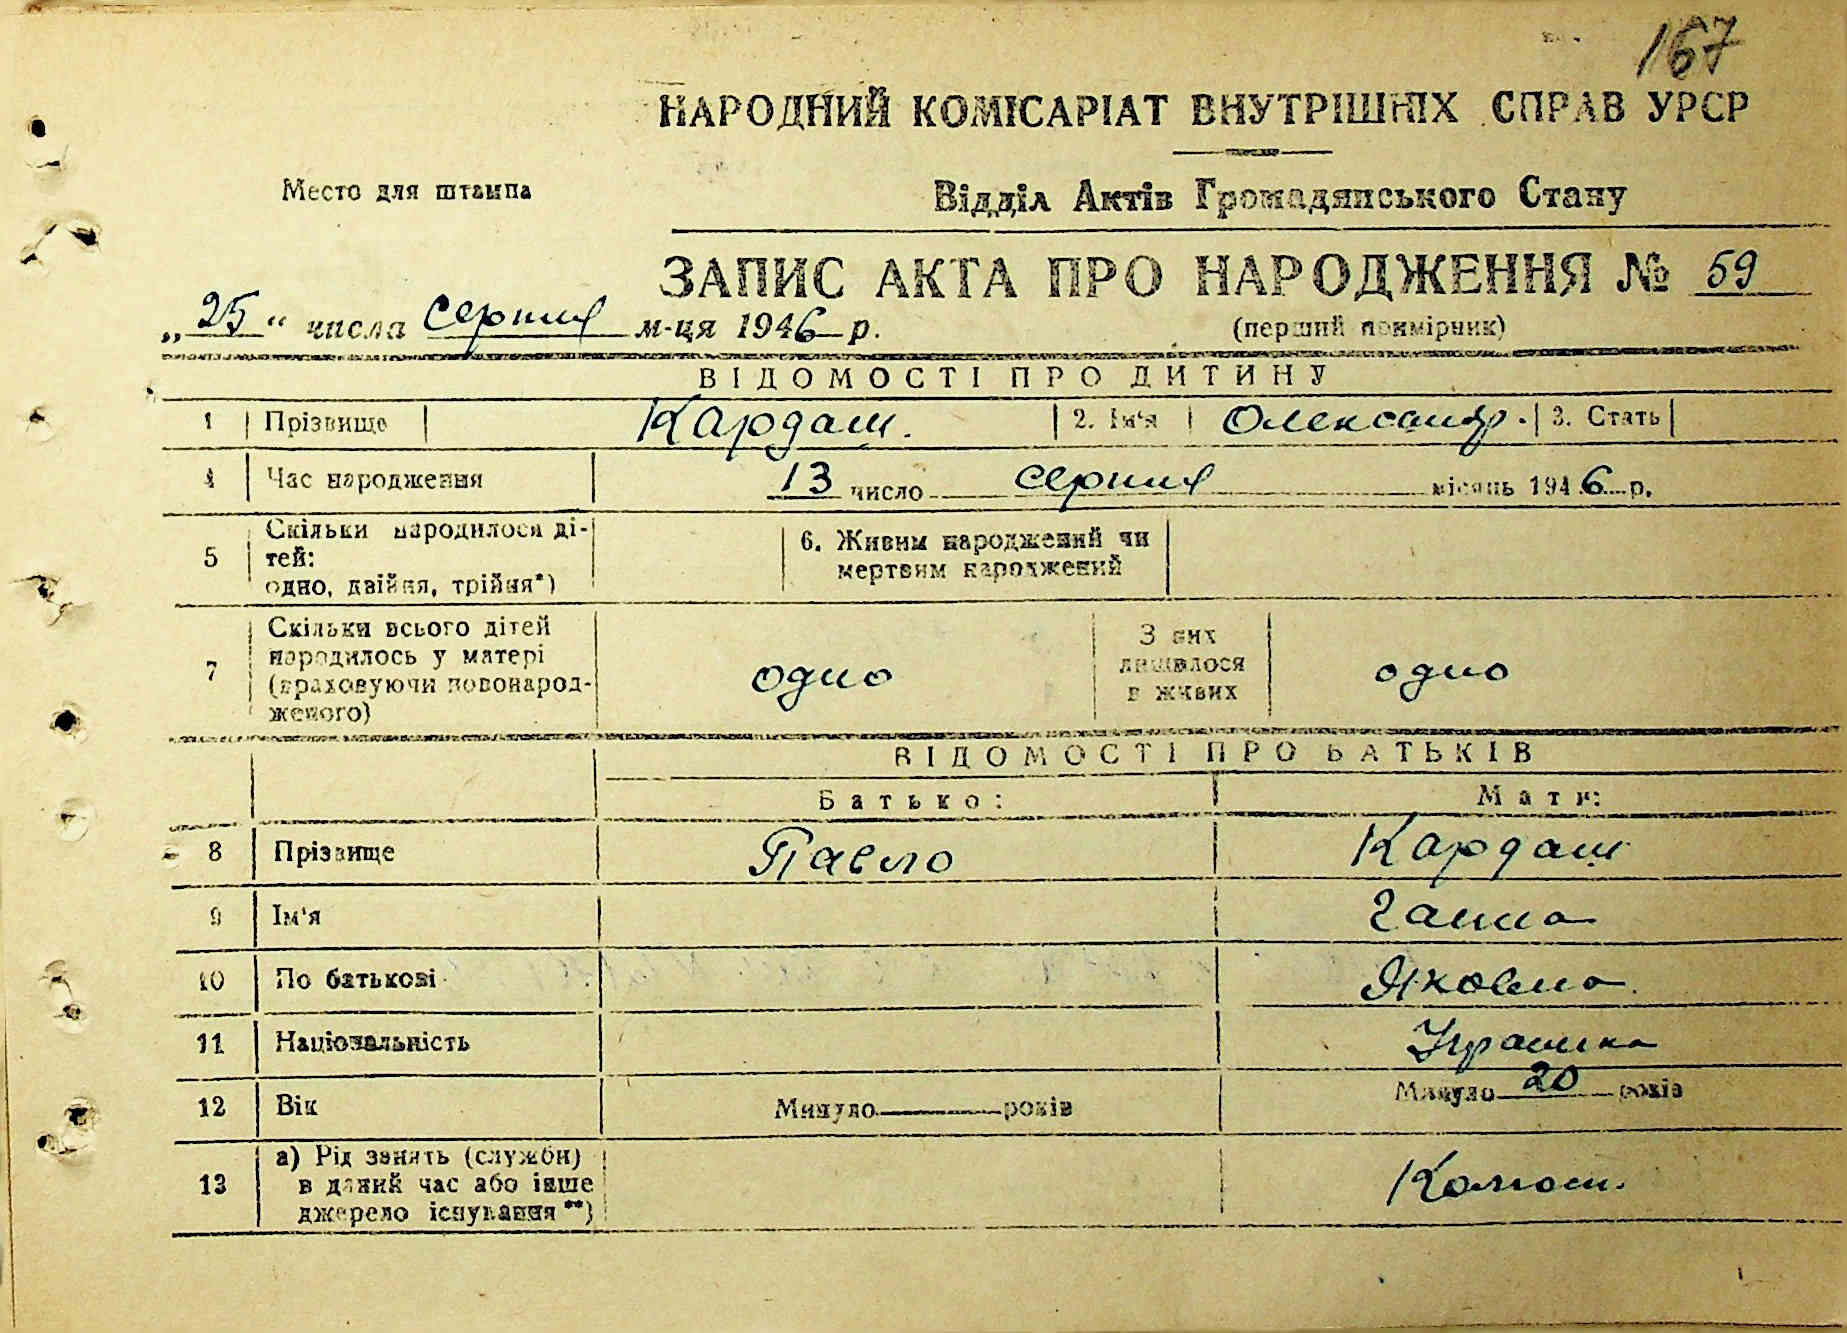 167
НАРОДНИЙ КОМІСАРІАТ ВНУТРІШНІХ СПРАВ УРСР
Место для штампа
Відділ Актів Громадянського Стану
ЗАПИС АКТА ПРО НАРОДЖЕННЯ № 59
„25“ числа серпня м-ця 1946 р.
(перший примірник)
ВІДОМОСТІ ПРО ДИТИНУ
1 Прізвище Кардаш. 2. Ім‘я Олександр. 3. Стать
4 Час народження 13 число серпня місяць 1946 р.
5 Скільки народилося ді-
тей:
одно, двійня, трійня*)
6. Живим народжений чи
мертвим народжений
7 Скільки всього дітей
народилось у матері
(враховуючи новонарод-
женого)
одно
З них
лишилося
в живих
одно
ВІДОМОСТІ ПРО БАТЬКІВ
Батько: Мати:
8 Прізвище Павло Кардаш
9 Ім‘я Ганна
10 По батькові Яковна.
11 Національність Українка
12 Вік Минуло років Минуло 20 років
13 а) Рід занять (служби)
в даний час або інше
джерело існування**)
Колгосп.